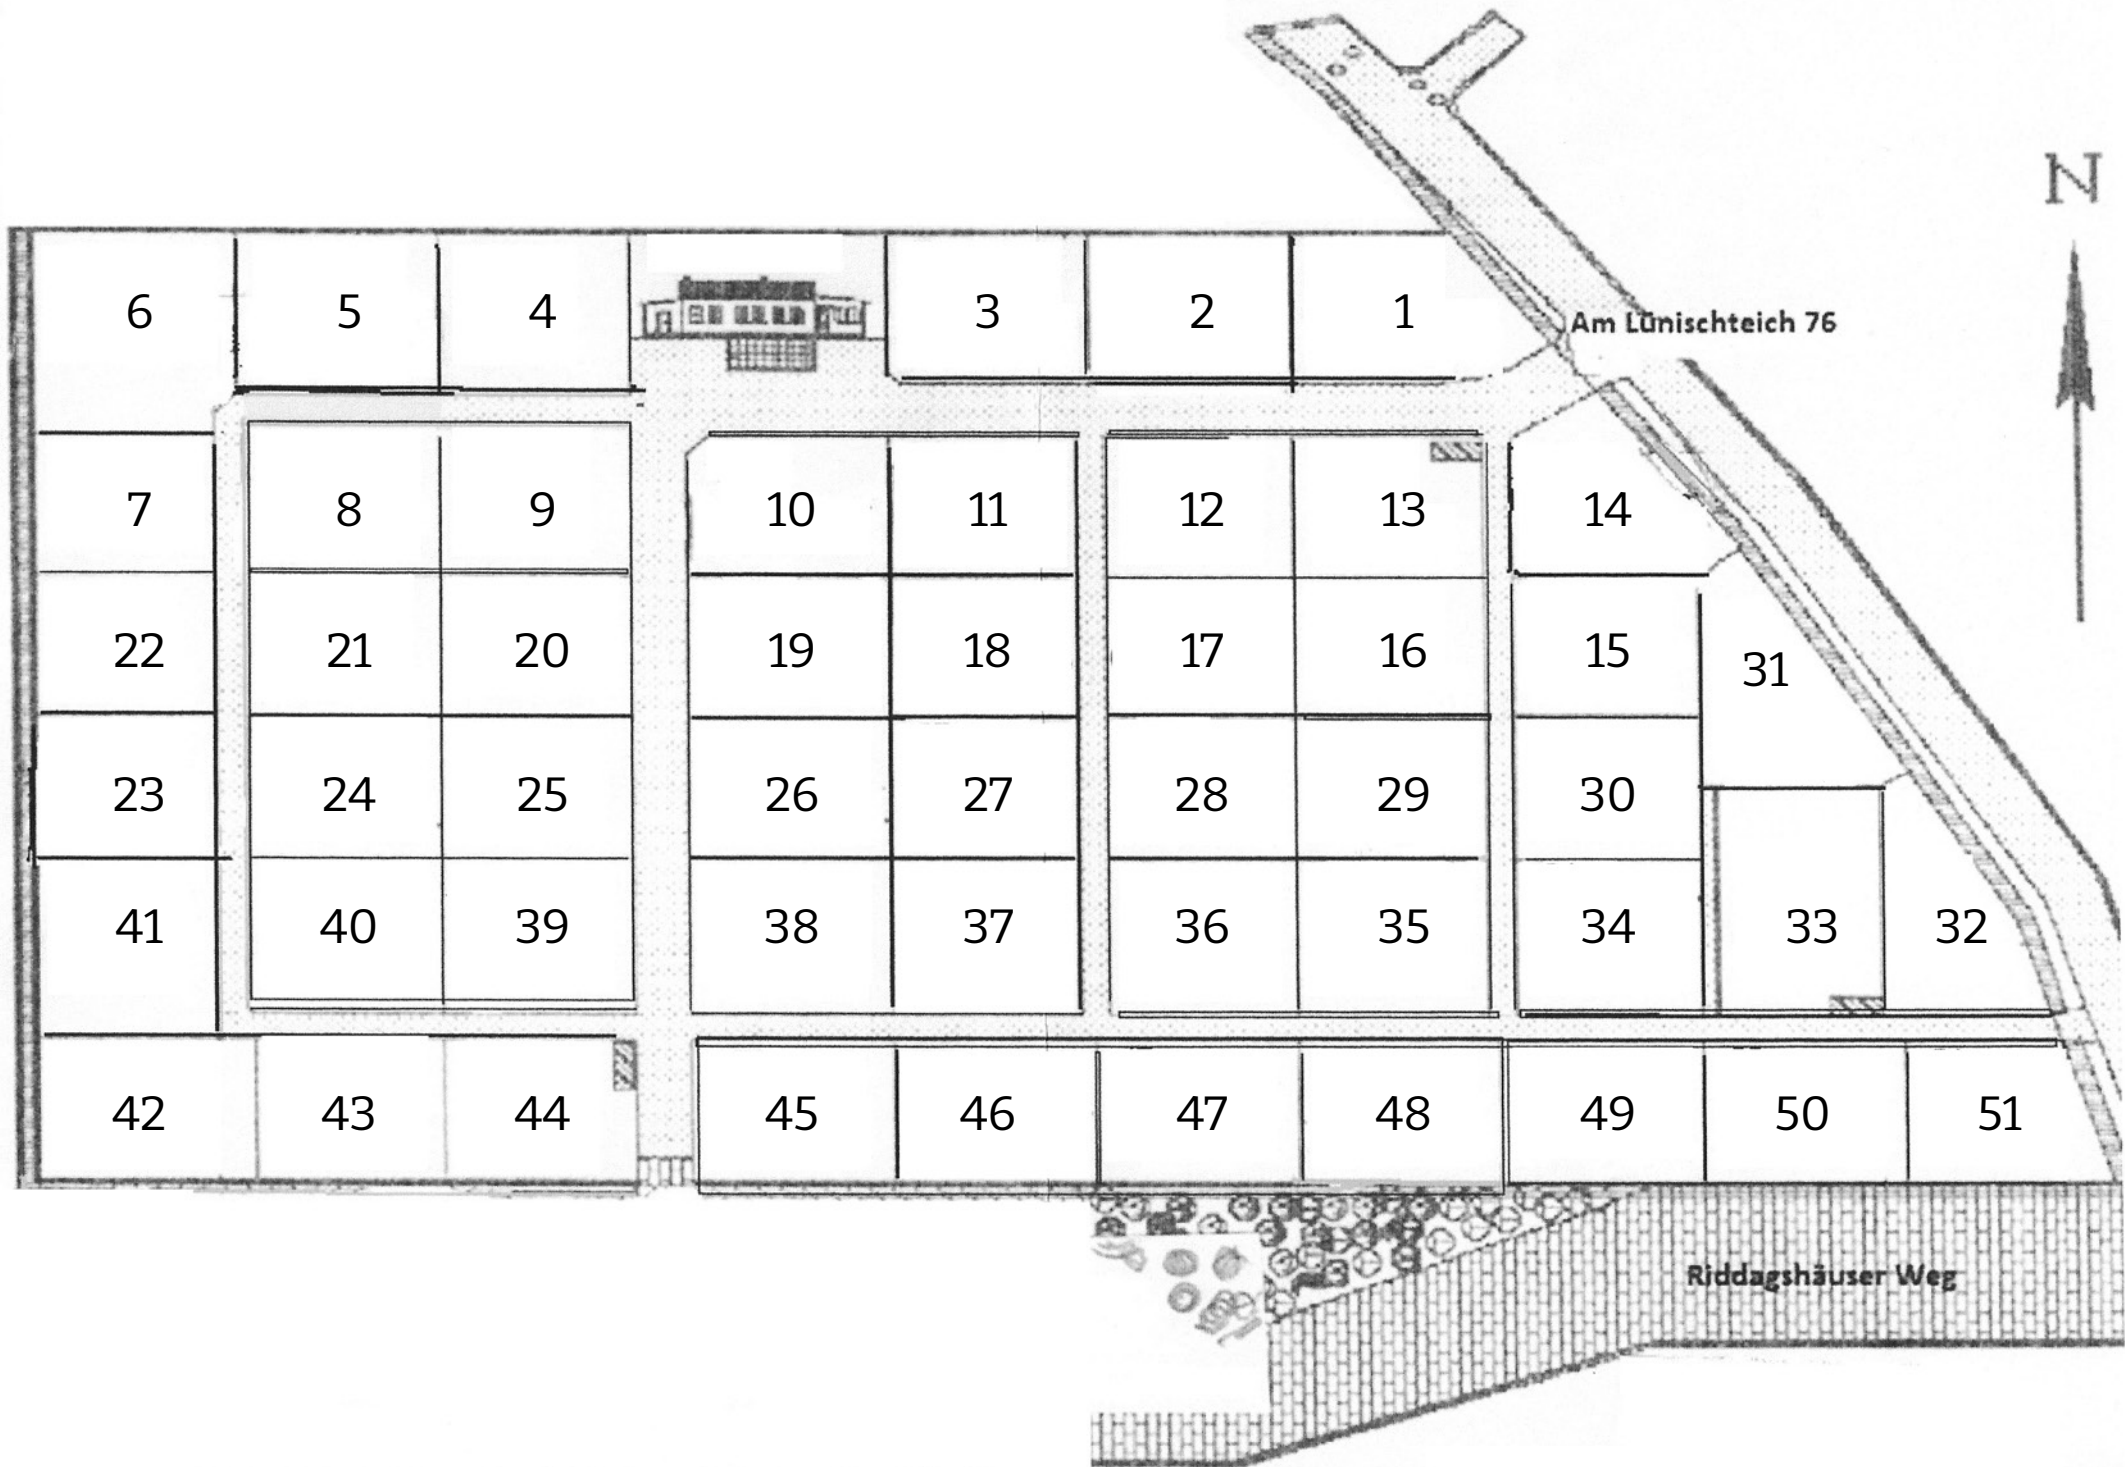 N
6 5 4 3 2 1
Am Lünischteich 76
7 8 9 10 11 12 13 14
22 21 20 19 18 17 16 15 31
23 24 25 26 27 28 29 30
41 40 39 38 37 36 35 34 33 32
42 43 44 45 46 47 48 49 50 51
Riddagshäuser Weg